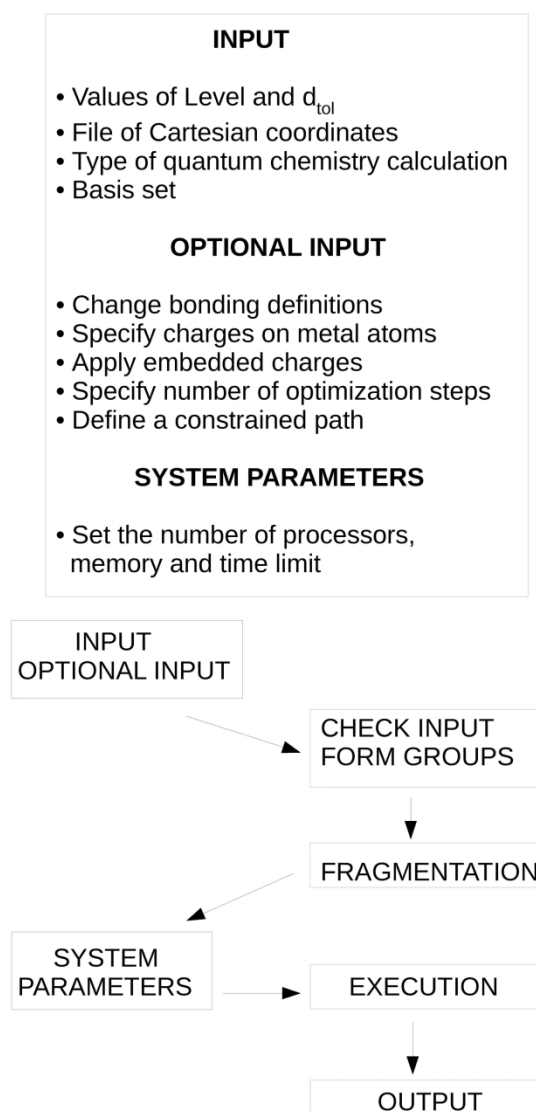 INPUT
• Values of Level and dtol
• File of Cartesian coordinates
• Type of quantum chemistry calculation
• Basis set
OPTIONAL INPUT
• Change bonding definitions
• Specify charges on metal atoms
• Apply embedded charges
• Specify number of optimization steps
• Define a constrained path
SYSTEM PARAMETERS
• Set the number of processors,
memory and time limit
INPUT
OPTIONAL INPUT
CHECK INPUT
FORM GROUPS
FRAGMENTATION
SYSTEM
PARAMETERS
EXECUTION
OUTPUT